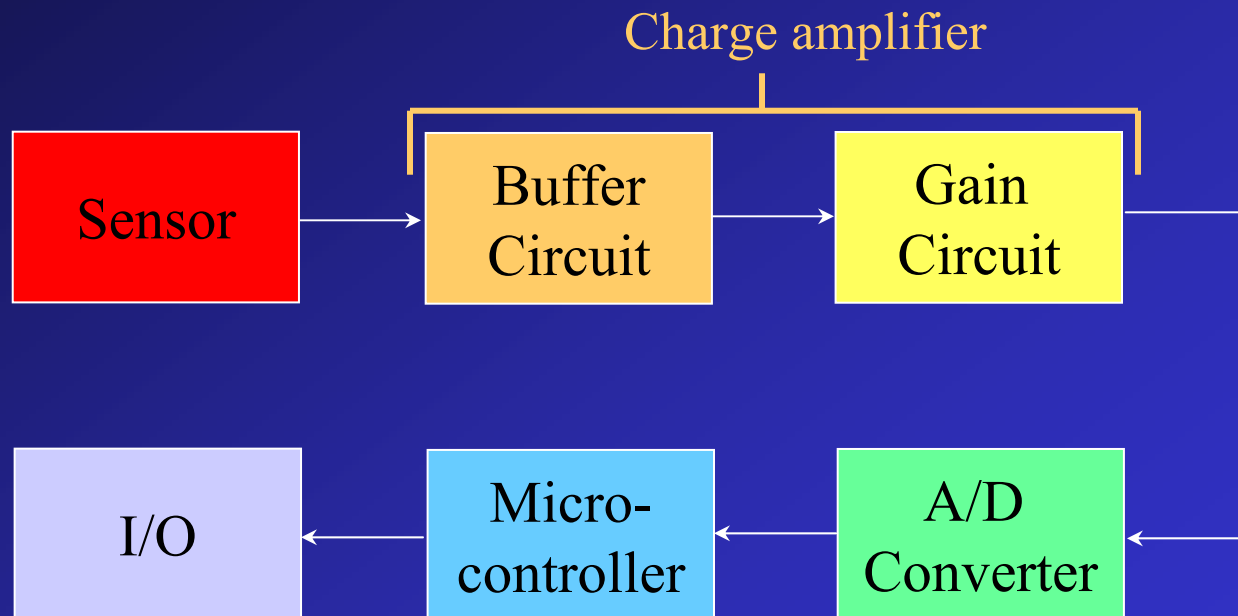 Charge amplifier
Sensor
Buffer
Circuit
Gain
Circuit
I/O
Micro-
controller
A/D
Converter